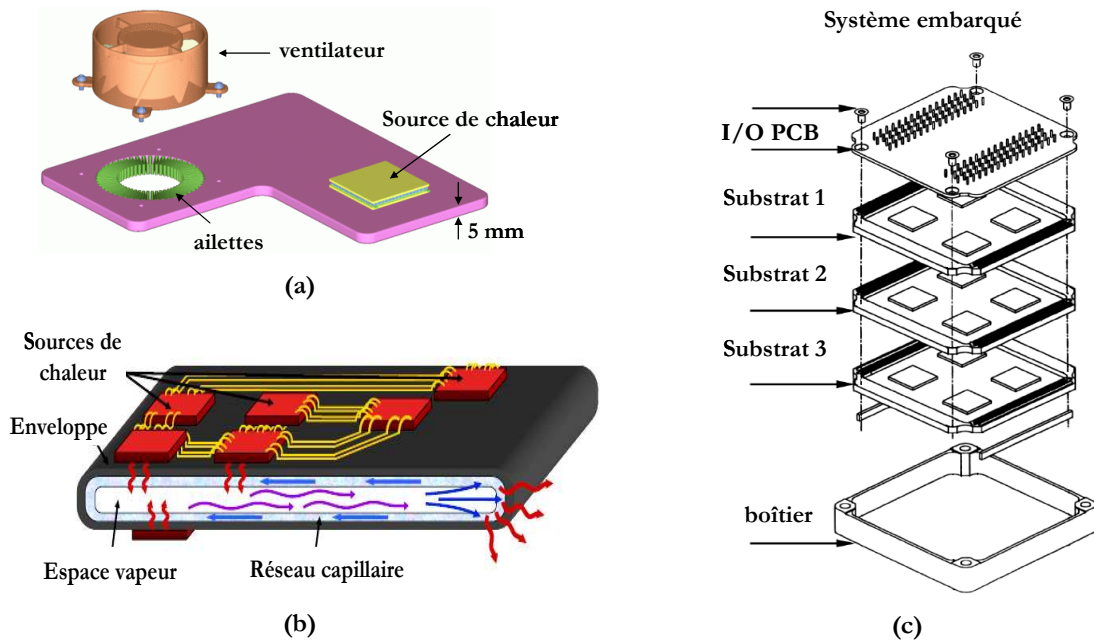 ventilateur
Source de chaleur
ailettes
5 mm
(a)
Sources de
chaleur
Enveloppe
Espace vapeur
Réseau capillaire
(b)
Système embarqué
I/O PCB
Substrat 1
Substrat 2
Substrat 3
boîtier
(c)